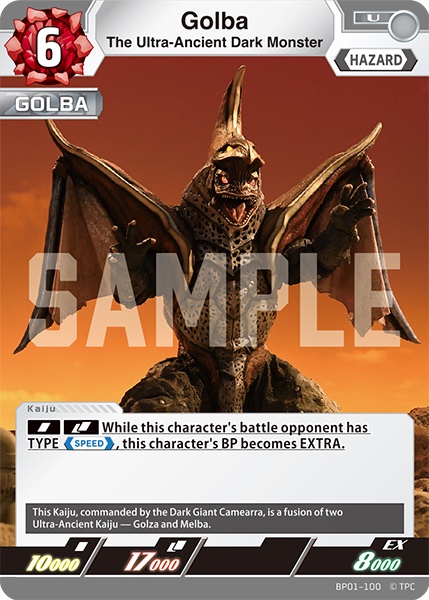 Golba
U
6
The Ultra-Ancient Dark Monster
HAZARD
GOLBA
SAMPLE
Kaiju
While this character's battle opponent has
TYPE SPEED, this character's BP becomes EXTRA.
This Kaiju, commanded by the Dark Giant Camearra, is a fusion of two
Ultra-Ancient Kaiju — Golza and Melba.
10000
17000
EX
8000
BP01-100 © TPC